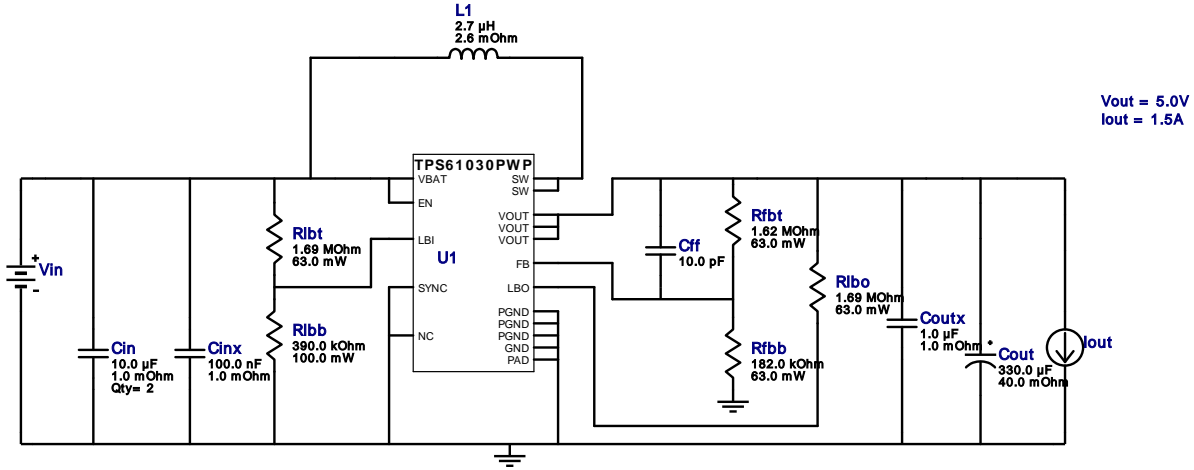 L1
2.7 µH
2.6 mOhm
Vout = 5.0V
Iout = 1.5A
TPS61030PWP
VBAT
EN
LBI
SYNC
NC
U1
SW
SW
VOUT
VOUT
VOUT
FB
LBO
PGND
PGND
PGND
GND
PAD
Vin
+
-
Cin
10.0 µF
1.0 mOhm
Qty= 2
Cinx
100.0 nF
1.0 mOhm
Rlbt
1.69 MOhm
63.0 mW
Rlbb
390.0 kOhm
100.0 mW
Cff
10.0 pF
Rfbt
1.62 MOhm
63.0 mW
Rfbb
182.0 kOhm
63.0 mW
Rlbo
1.69 MOhm
63.0 mW
Coutx
1.0 µF
1.0 mOhm
+
Cout
330.0 µF
40.0 mOhm
Iout